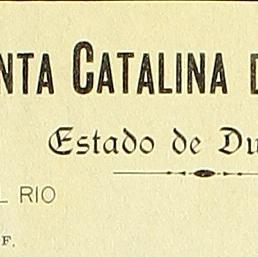 NTA CATALINA D
Estado de Du
L RIO
F.